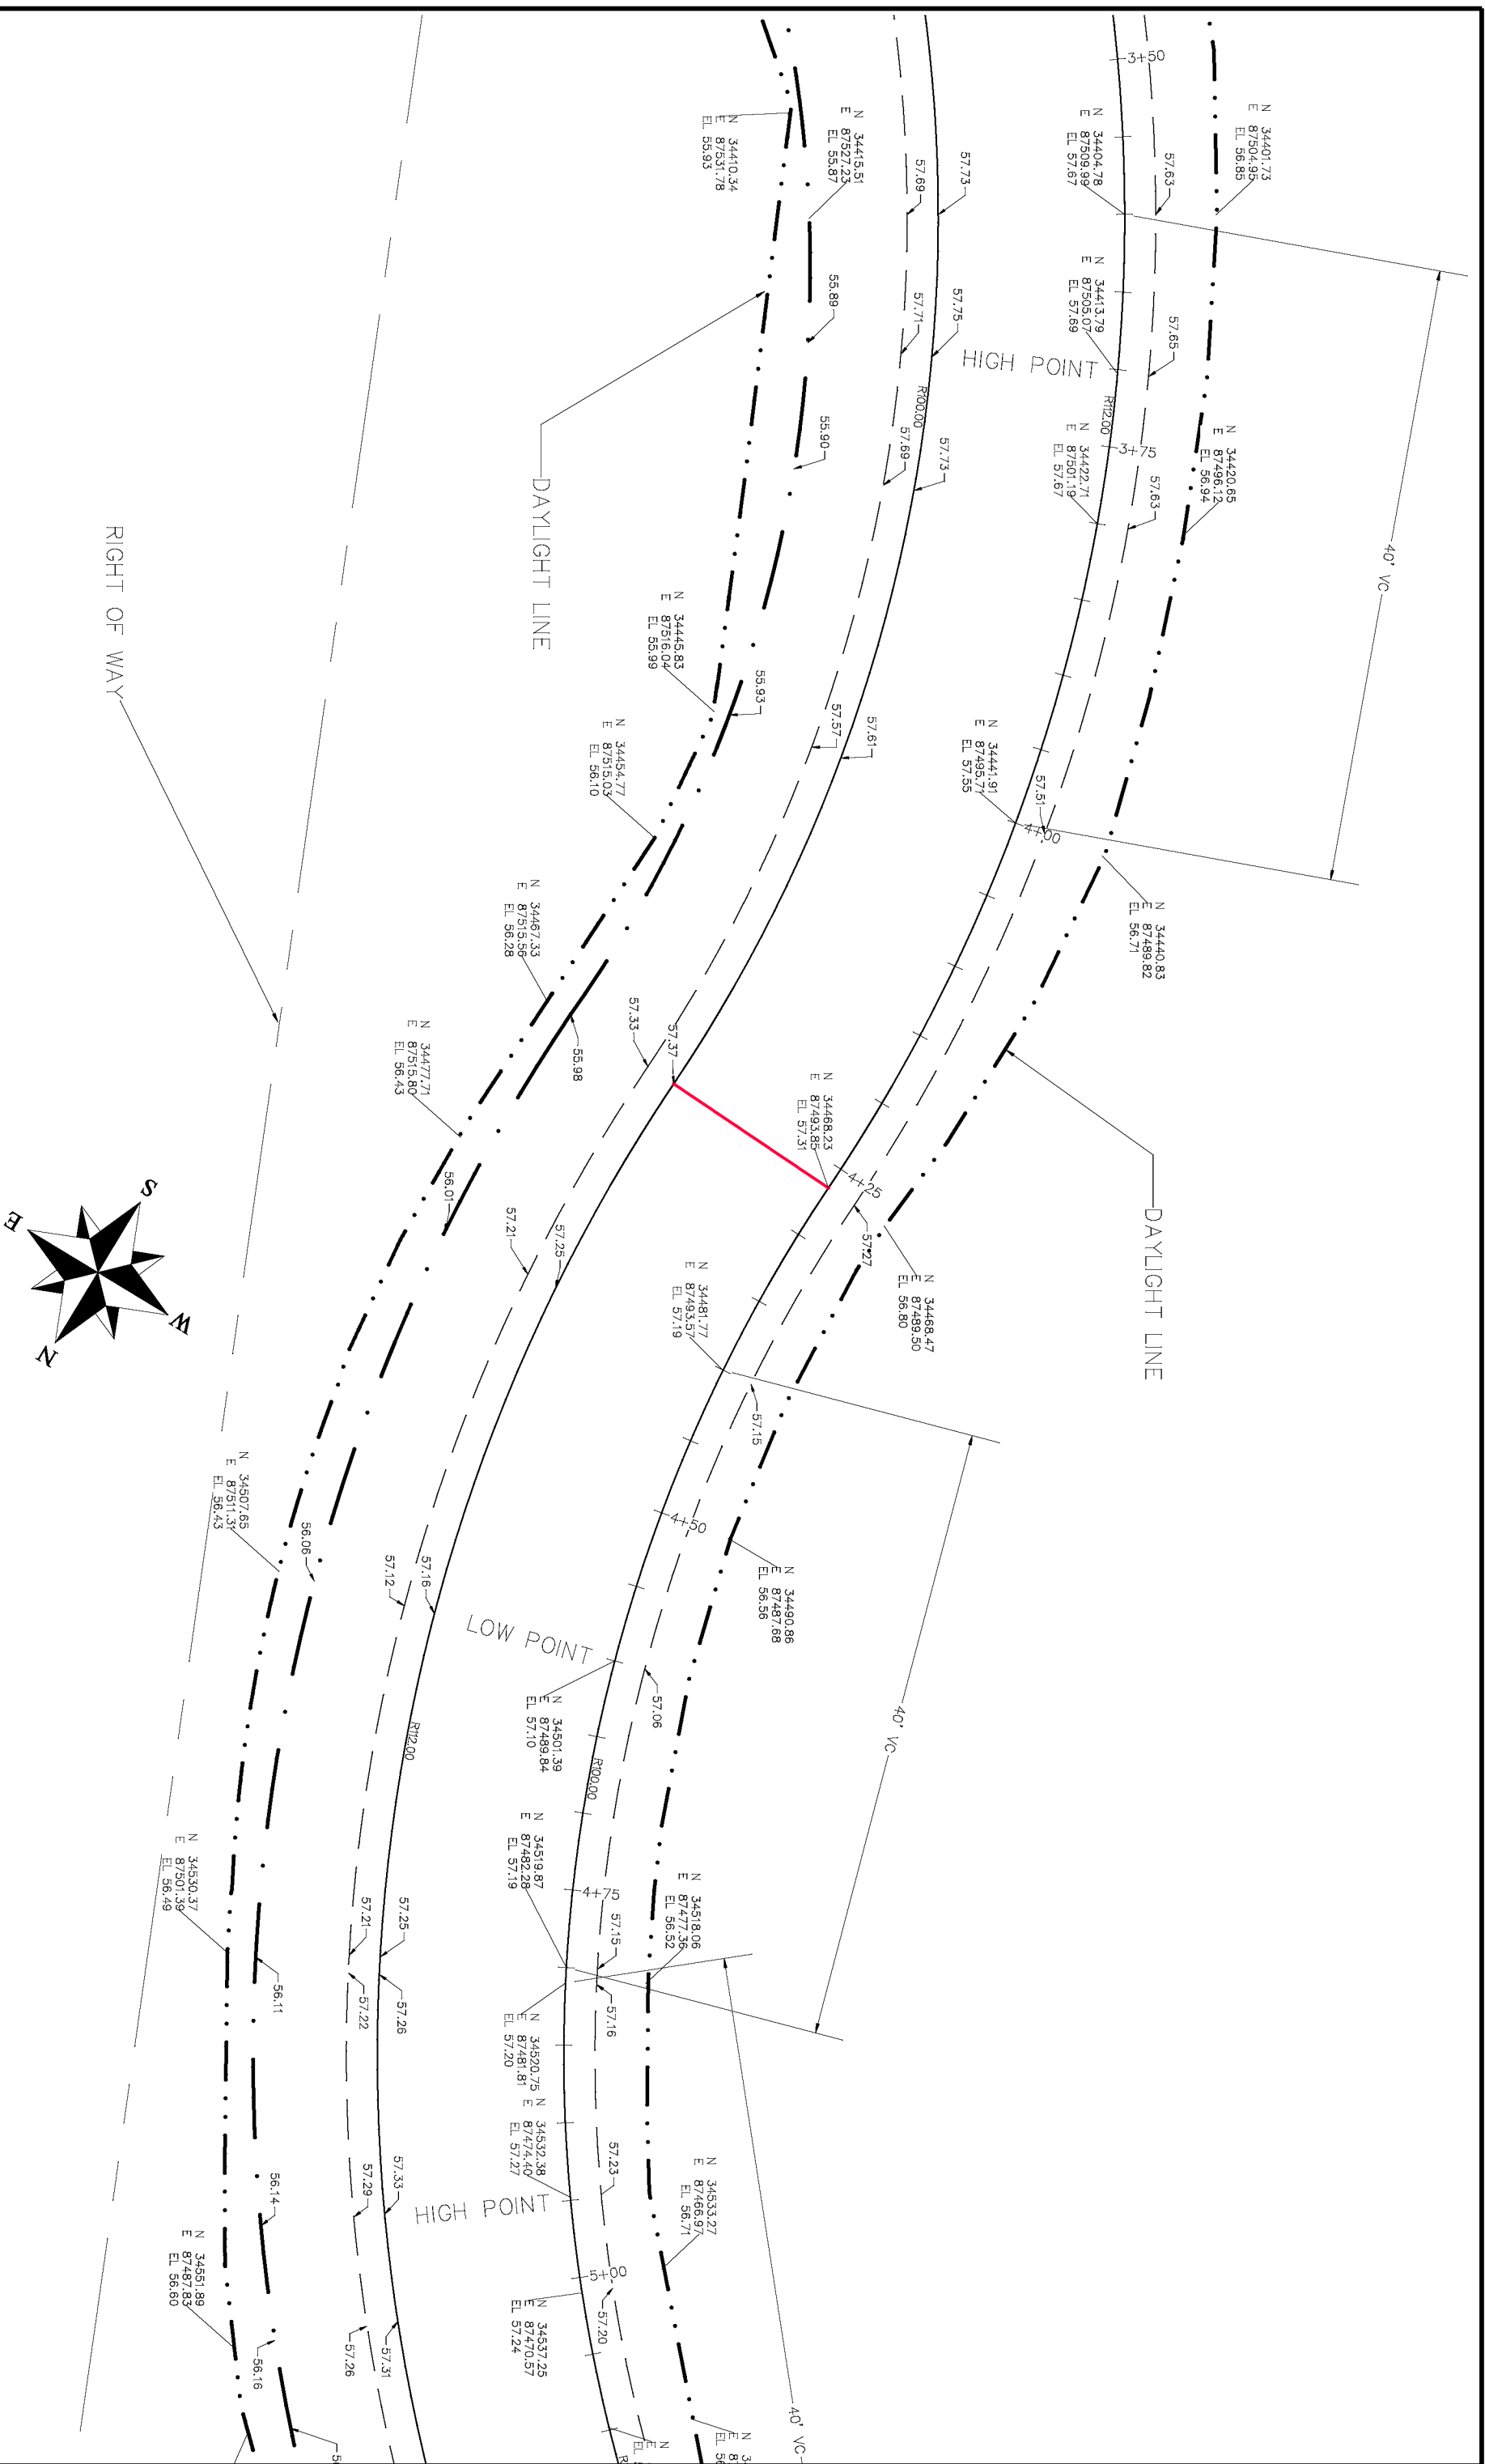 3+50
N 34401.73
E 87504.95
EL 56.85
N 34404.78
E 87509.99
EL 57.67
57.63
57.73
57.69
N 34415.51
E 87527.23
EL 55.87
N 34410.34
E 87531.78
EL 55.93
N 34413.79
E 87505.07
EL 57.69
57.65
57.75
57.71
55.89
HIGH POINT
R112.00
R100.00
3+75
N 34420.65
E 87496.12
EL 56.94
N 34422.71
E 87501.19
EL 57.67
57.63
57.73
57.69
55.90
40' VC
DAYLIGHT LINE
RIGHT OF WAY
N 34445.83
E 87516.04
EL 55.99
55.93
57.57
57.61
N 34441.91
E 87495.71
EL 57.55
57.51
4+00
N 34454.77
E 87515.03
EL 56.10
N 34440.83
E 87489.82
EL 56.71
N 34467.33
E 87515.56
EL 56.28
57.33
57.37
55.98
N 34468.23
E 87493.85
EL 57.31
N 34477.71
E 87515.80
EL 56.43
4+25
DAYLIGHT LINE
56.01
57.21
57.25
57.27
N 34481.77
E 87493.57
EL 57.19
N 34468.47
E 87489.50
EL 56.80
S
E
W
N
57.15
N 34507.65
E 87511.31
EL 56.43
56.06
4+50
57.12
57.16
N 34490.86
E 87487.68
EL 56.56
LOW POINT
57.06
N 34501.39
E 87489.84
EL 57.10
R112.00
R100.00
40' VC
N 34519.87
E 87482.28
EL 57.19
N 34530.37
E 87501.39
EL 56.49
4+75
N 34518.06
E 87477.36
EL 56.52
57.21
57.25
57.15
56.11
57.22
57.26
57.16
N 34520.75
E 87481.81
EL 57.20
N 34532.38
E 87474.40
EL 57.27
57.23
57.29
57.33
56.14
HIGH POINT
N 34533.27
E 87466.97
EL 56.71
N 34551.89
E 87487.83
EL 56.60
5+00
N 34537.25
E 87470.57
EL 57.24
57.20
56.16
57.26
57.31
40' VC
N
E
EL
N
E
EL